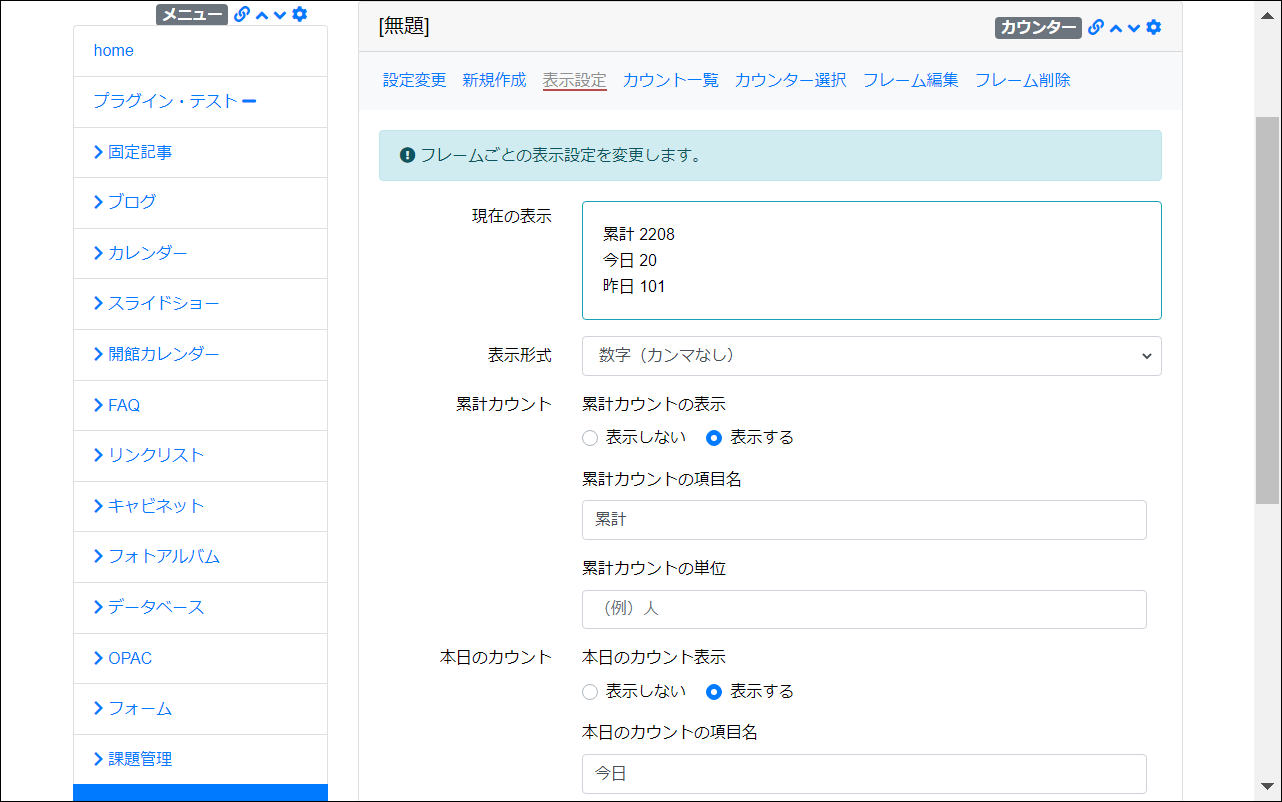 メニュー
home
プラグイン・テスト
固定記事
ブログ
カレンダー
スライドショー
開館カレンダー
FAQ
リンクリスト
キャビネット
フォトアルバム
データベース
OPAC
フォーム
課題管理
[無題]
カウンター
設定変更 新規作成 表示設定 カウント一覧 カウンター選択 フレーム編集 フレーム削除
フレームごとの表示設定を変更します。
現在の表示
累計 2208
今日 20
昨日 101
表示形式 数字（カンマなし）
累計カウント 累計カウントの表示
表示しない 表示する
累計カウントの項目名
累計
累計カウントの単位
（例）人
本日のカウント 本日のカウント表示
表示しない 表示する
本日のカウントの項目名
今日